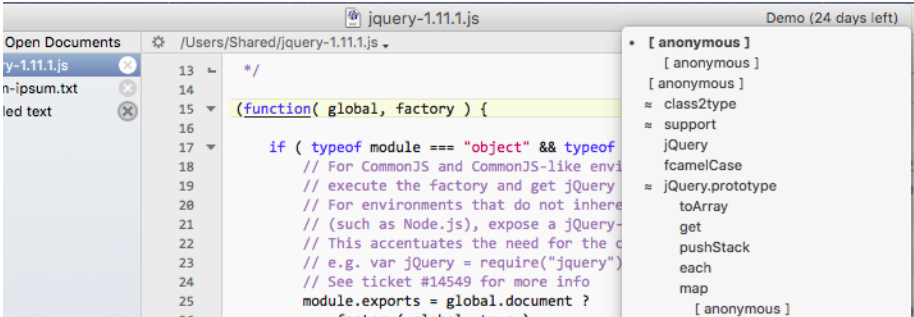 jquery-1.11.1.js
Demo (24 days left)
Open Documents
/Users/Shared/jquery-1.11.1.js
ry-1.11.1.js
n-ipsum.txt
led text
13 */
14
15 (function( global, factory ) {
16
17 if ( typeof module === "object" && typeof
18 // For CommonJS and CommonJS-like envi
19 // execute the factory and get jQuery
20 // For environments that do not inhere
21 // (such as Node.js), expose a jQuery-
22 // This accentuates the need for the c
23 // e.g. var jQuery = require("jquery")
24 // See ticket #14549 for more info
25 module.exports = global.document ?
• [ anonymous ]
[ anonymous ]
[ anonymous ]
≈ class2type
≈ support
jQuery
fcamelCase
≈ jQuery.prototype
toArray
get
pushStack
each
map
[ anonymous ]